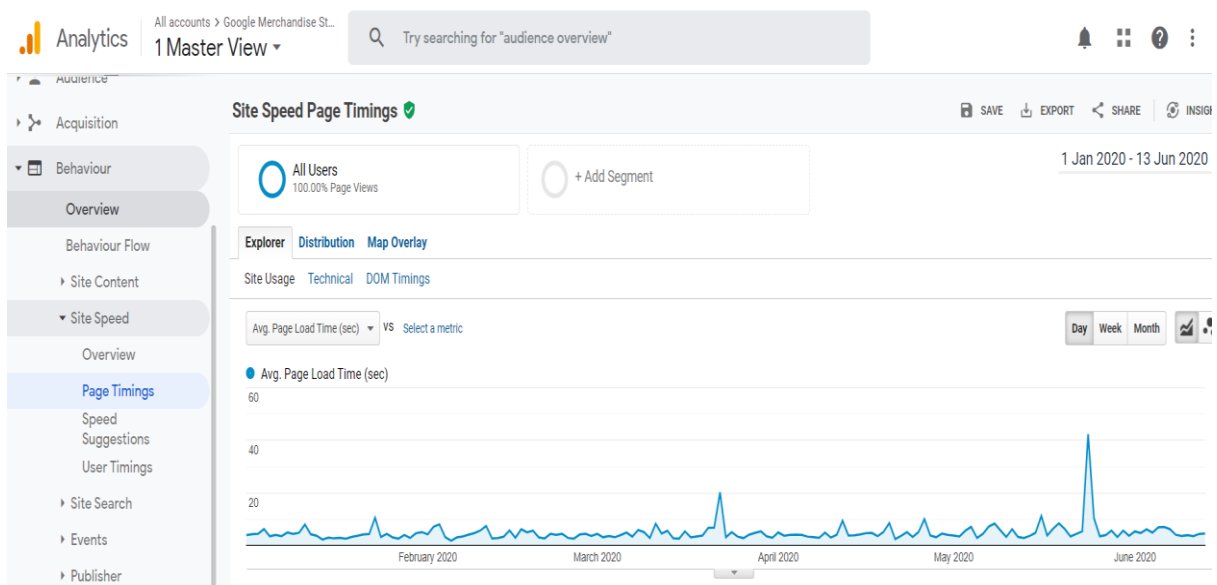 All accounts > Google Merchandise St...
Analytics
1 Master View
Try searching for "audience overview"
Audience
Acquisition
Behaviour
Overview
Behaviour Flow
Site Content
Site Speed
Overview
Page Timings
Speed
Suggestions
User Timings
Site Search
Events
Publisher
Site Speed Page Timings
SAVE
EXPORT
SHARE
INSIGH
All Users
100.00% Page Views
+ Add Segment
1 Jan 2020 - 13 Jun 2020
Explorer Distribution Map Overlay
Site Usage Technical DOM Timings
Avg. Page Load Time (sec) VS Select a metric
Day Week Month
Avg. Page Load Time (sec)
60
40
20
February 2020 March 2020 April 2020 May 2020 June 2020